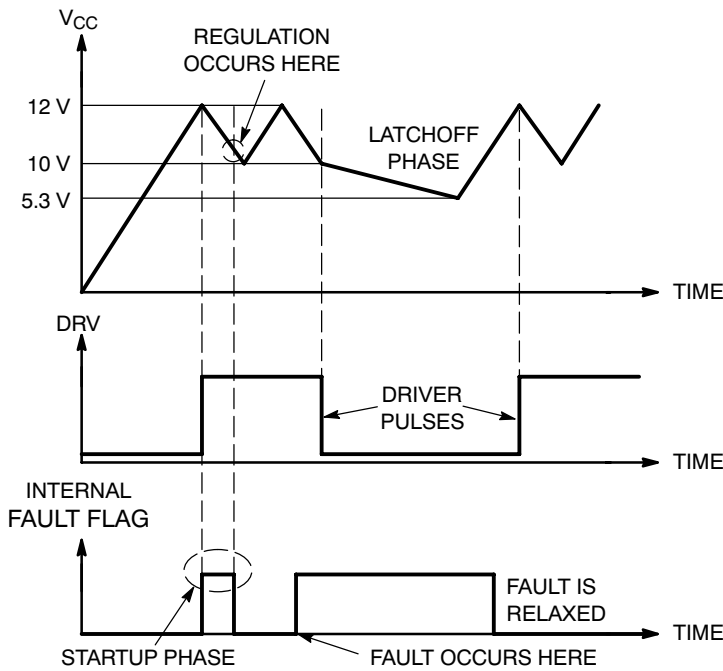 V_CC
REGULATION
OCCURS HERE
12 V
10 V
5.3 V
LATCHOFF
PHASE
TIME
DRV
DRIVER
PULSES
TIME
INTERNAL
FAULT FLAG
FAULT IS
RELAXED
TIME
STARTUP PHASE
FAULT OCCURS HERE